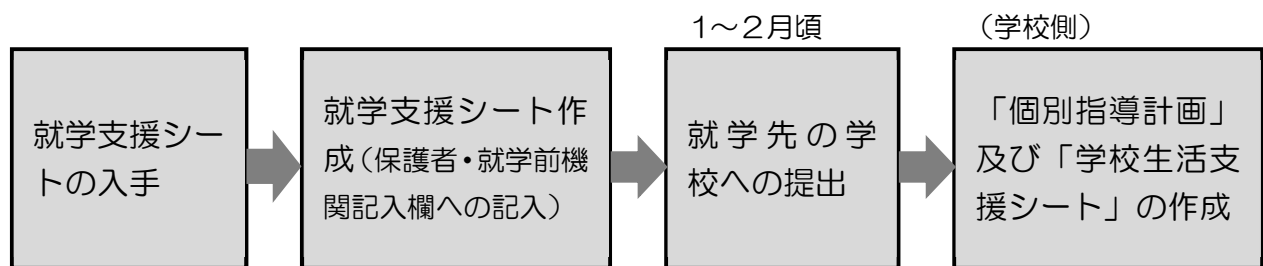 1～2月頃
（学校側）
就学支援シー
トの入手
就学支援シート作
成（保護者・就学前機
関記入欄への記入）
就学先の学
校への提出
「個別指導計画」
及び「学校生活支
援シート」の作成